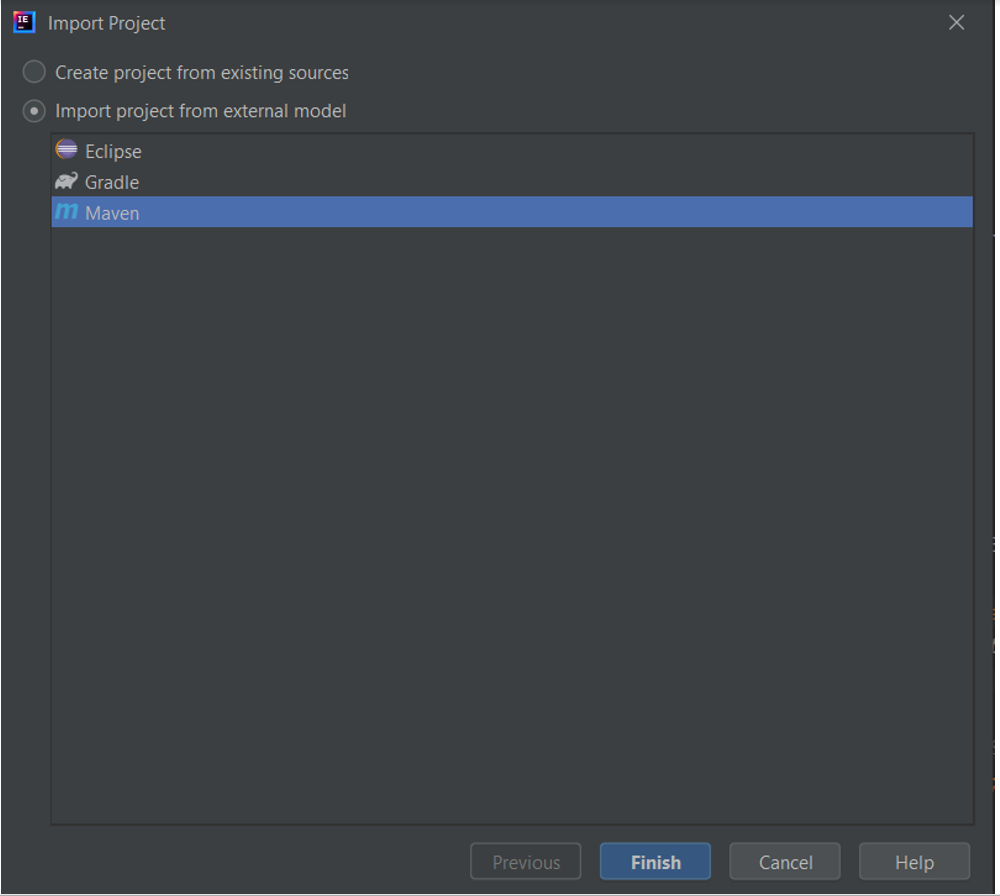 IE Import Project
Create project from existing sources
Import project from external model
Eclipse
Gradle
m Maven
Previous Finish Cancel Help